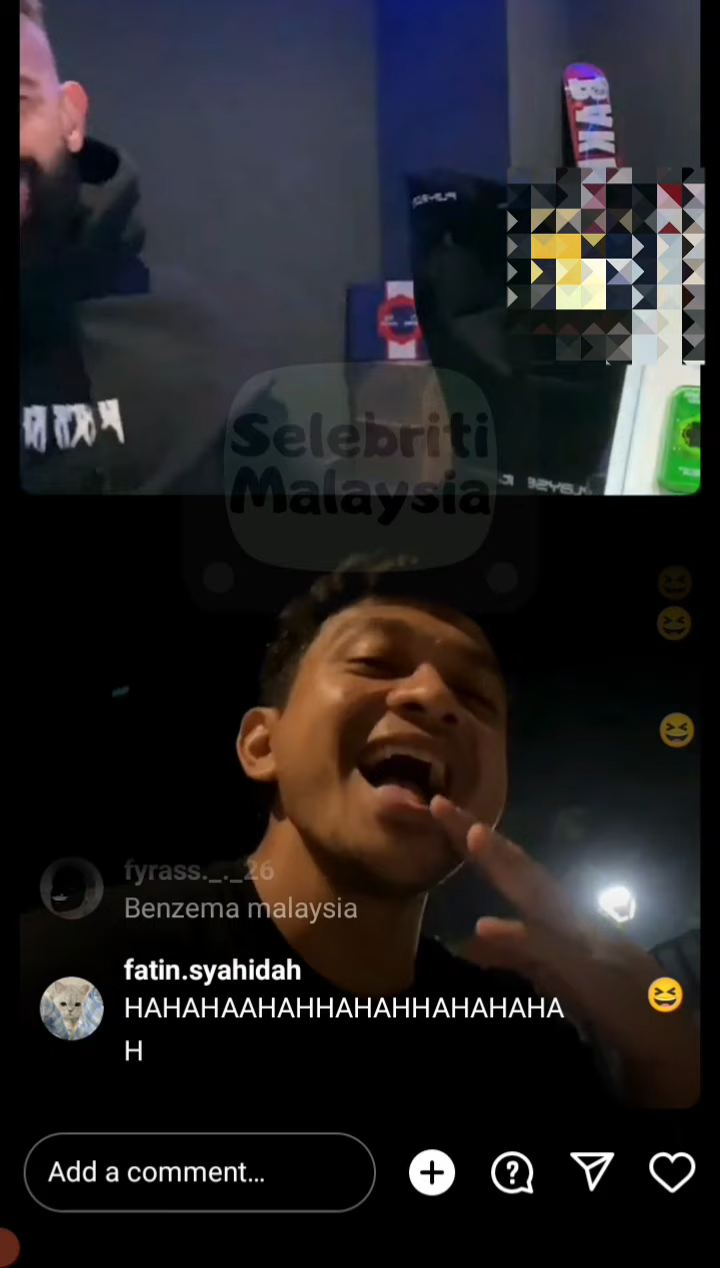 Selebriti
Malaysia
fyrass._._26
Benzema malaysia
fatin.syahidah
HAHAHAAHAHHAHAHHAHAHAHA
H
Add a comment...